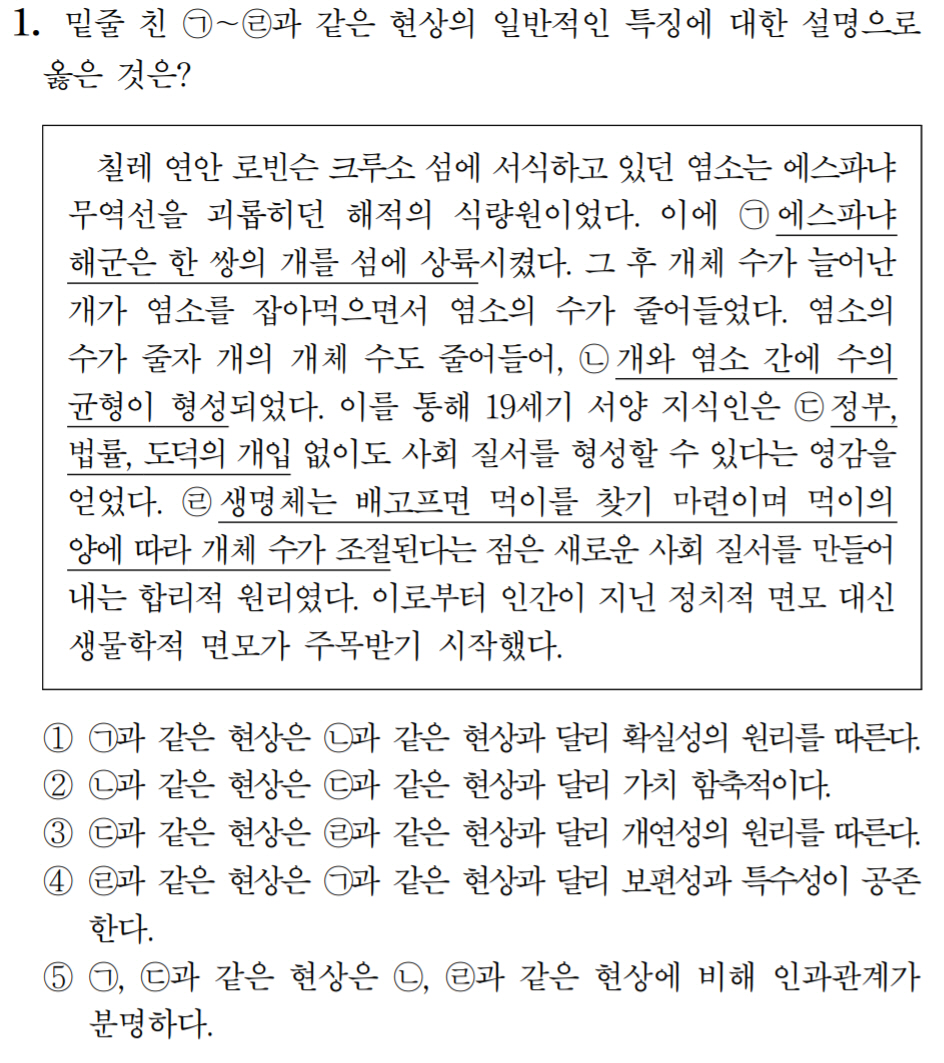 1. 밑줄 친 ㉠~㉣과 같은 현상의 일반적인 특징에 대한 설명으로
옳은 것은?
칠레 연안 로빈슨 크루소 섬에 서식하고 있던 염소는 에스파냐
무역선을 괴롭히던 해적의 식량원이었다. 이에 ㉠ 에스파냐
해군은 한 쌍의 개를 섬에 상륙시켰다. 그 후 개체 수가 늘어난
개가 염소를 잡아먹으면서 염소의 수가 줄어들었다. 염소의
수가 줄자 개의 개체 수도 줄어들어, ㉡ 개와 염소 간에 수의
균형이 형성되었다. 이를 통해 19세기 서양 지식인은 ㉢ 정부,
법률, 도덕의 개입 없이도 사회 질서를 형성할 수 있다는 영감을
얻었다. ㉣ 생명체는 배고프면 먹이를 찾기 마련이며 먹이의
양에 따라 개체 수가 조절된다는 점은 새로운 사회 질서를 만들어
내는 합리적 원리였다. 이로부터 인간이 지닌 정치적 면모 대신
생물학적 면모가 주목받기 시작했다.
① ㉠과 같은 현상은 ㉡과 같은 현상과 달리 확실성의 원리를 따른다.
② ㉡과 같은 현상은 ㉢과 같은 현상과 달리 가치 함축적이다.
③ ㉢과 같은 현상은 ㉣과 같은 현상과 달리 개연성의 원리를 따른다.
④ ㉣과 같은 현상은 ㉠과 같은 현상과 달리 보편성과 특수성이 공존
한다.
⑤ ㉠, ㉢과 같은 현상은 ㉡, ㉣과 같은 현상에 비해 인과관계가
분명하다.